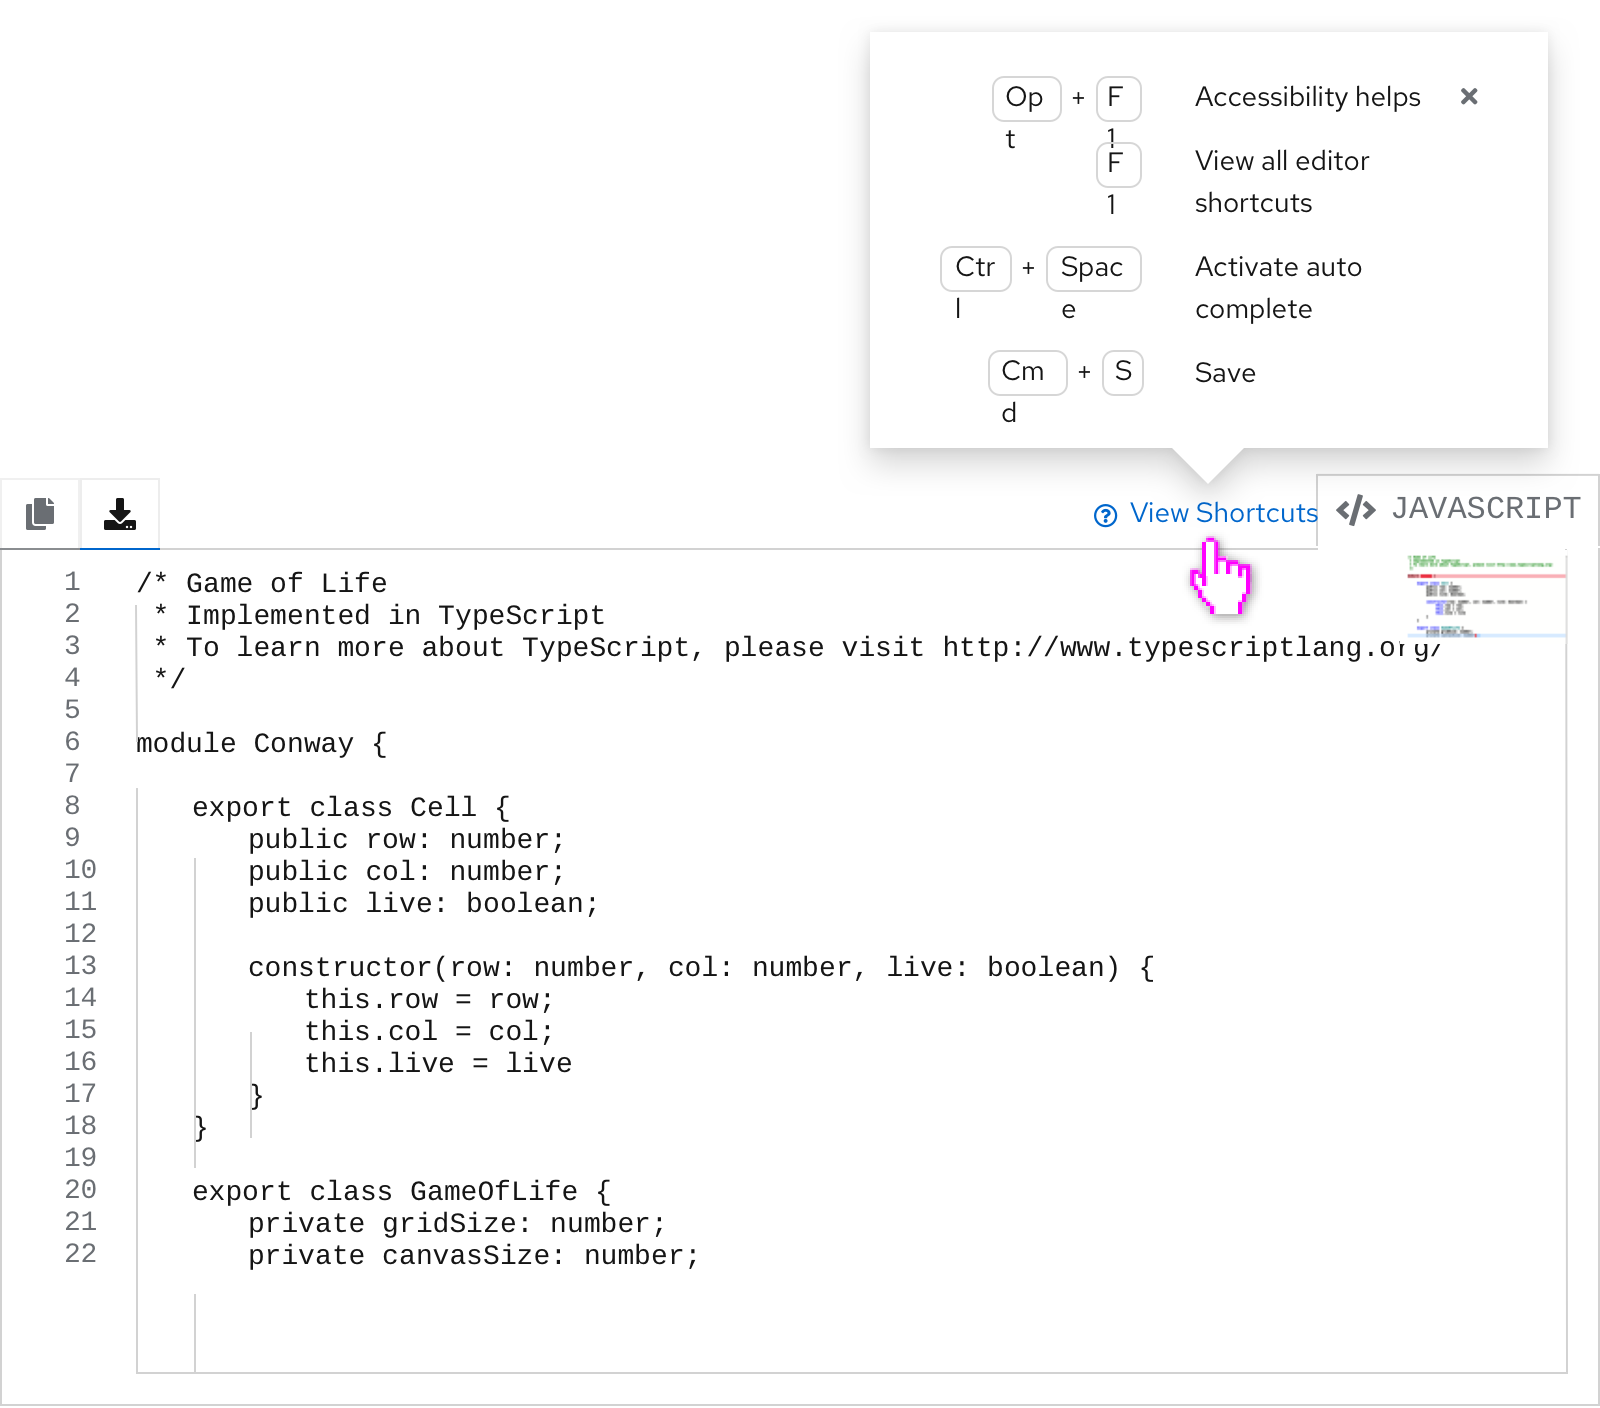 Opt + F1 Accessibility helps
F1 View all editor
shortcuts
Ctrl + Space Activate auto
complete
Cmd + S Save
View Shortcuts
JAVASCRIPT
1 /* Game of Life
2 * Implemented in TypeScript
3 * To learn more about TypeScript, please visit http://www.typescriptlang.org/
4 */
5
6 module Conway {
7
8 export class Cell {
9 public row: number;
10 public col: number;
11 public live: boolean;
12
13 constructor(row: number, col: number, live: boolean) {
14 this.row = row;
15 this.col = col;
16 this.live = live
17 }
18 }
19
20 export class GameOfLife {
21 private gridSize: number;
22 private canvasSize: number;